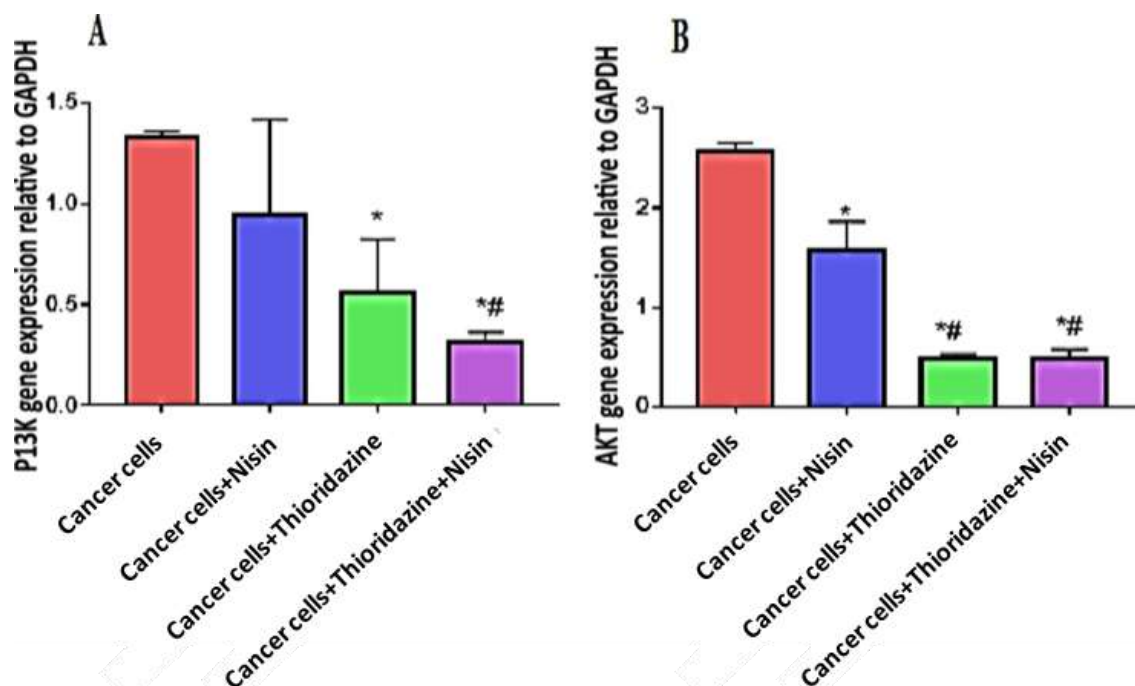 A
P13K gene expression relative to GAPDH
1.5
1.0
0.5
0.0
*
*#
Cancer cells
Cancer cells+Nisin
Cancer cells+Thioridazine
Cancer cells+Thioridazine+Nisin
B
AKT gene expression relative to GAPDH
3
2
1
0
*
*#
*#
Cancer cells
Cancer cells+Nisin
Cancer cells+Thioridazine
Cancer cells+Thioridazine+Nisin